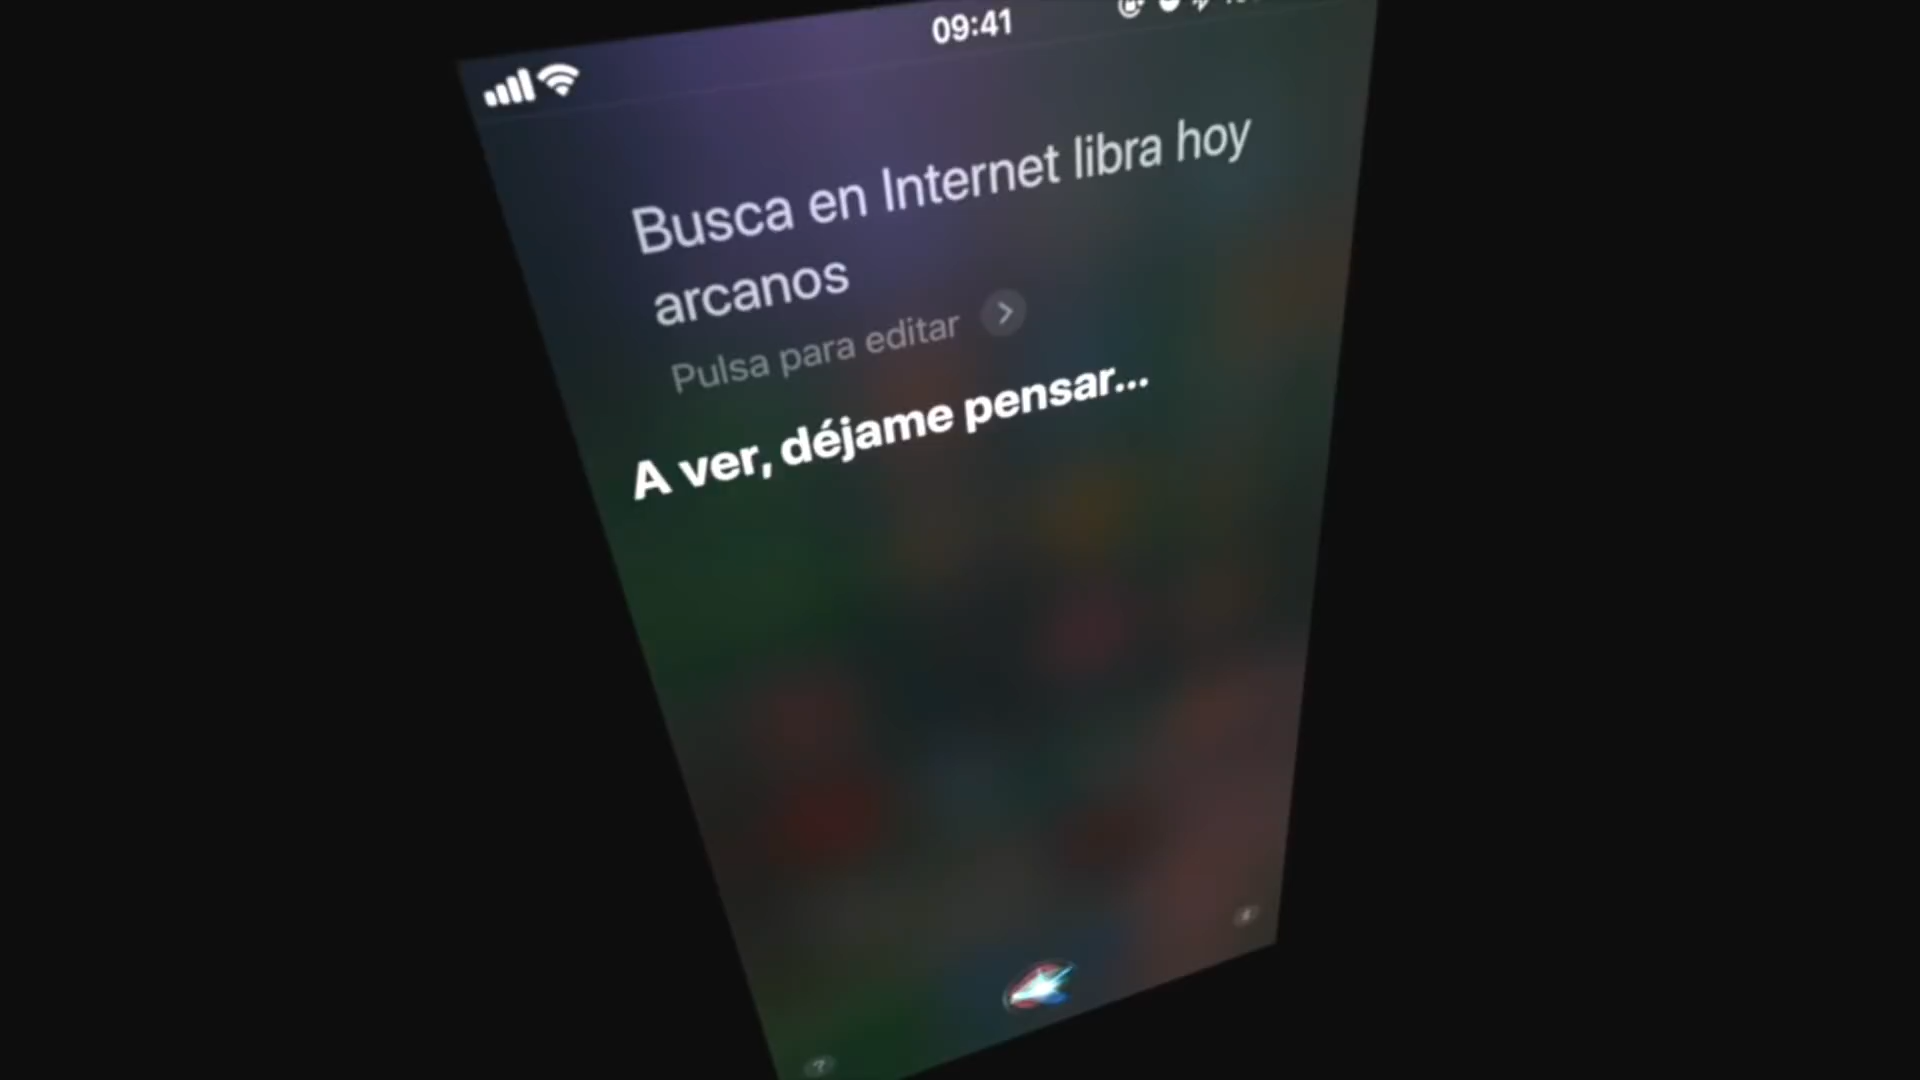 09:41
Busca en Internet libra hoy
arcanos
Pulsa para editar
A ver, déjame pensar...
?